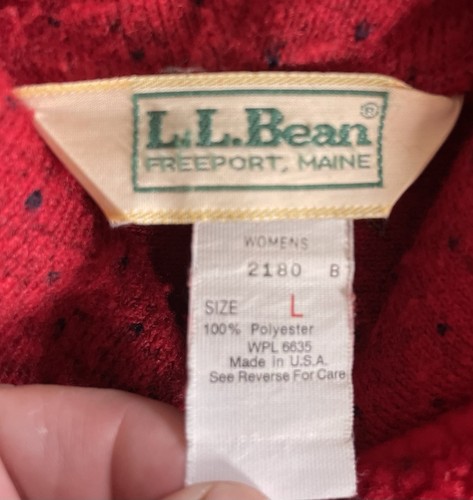 L.L.Bean®
FREEPORT, MAINE
WOMENS
2180 B
SIZE L
100% Polyester
WPL 6635
Made in U.S.A.
See Reverse For Care